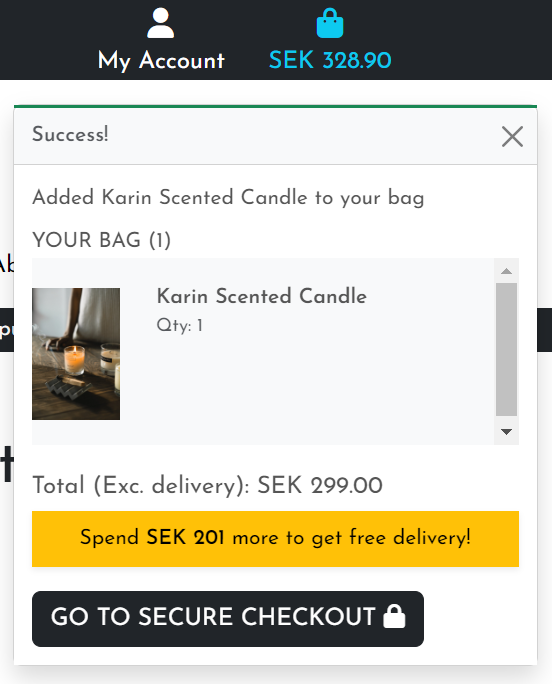 My Account
SEK 328.90
Success!
Added Karin Scented Candle to your bag
YOUR BAG (1)
Karin Scented Candle
Qty: 1
Total (Exc. delivery): SEK 299.00
Spend SEK 201 more to get free delivery!
GO TO SECURE CHECKOUT